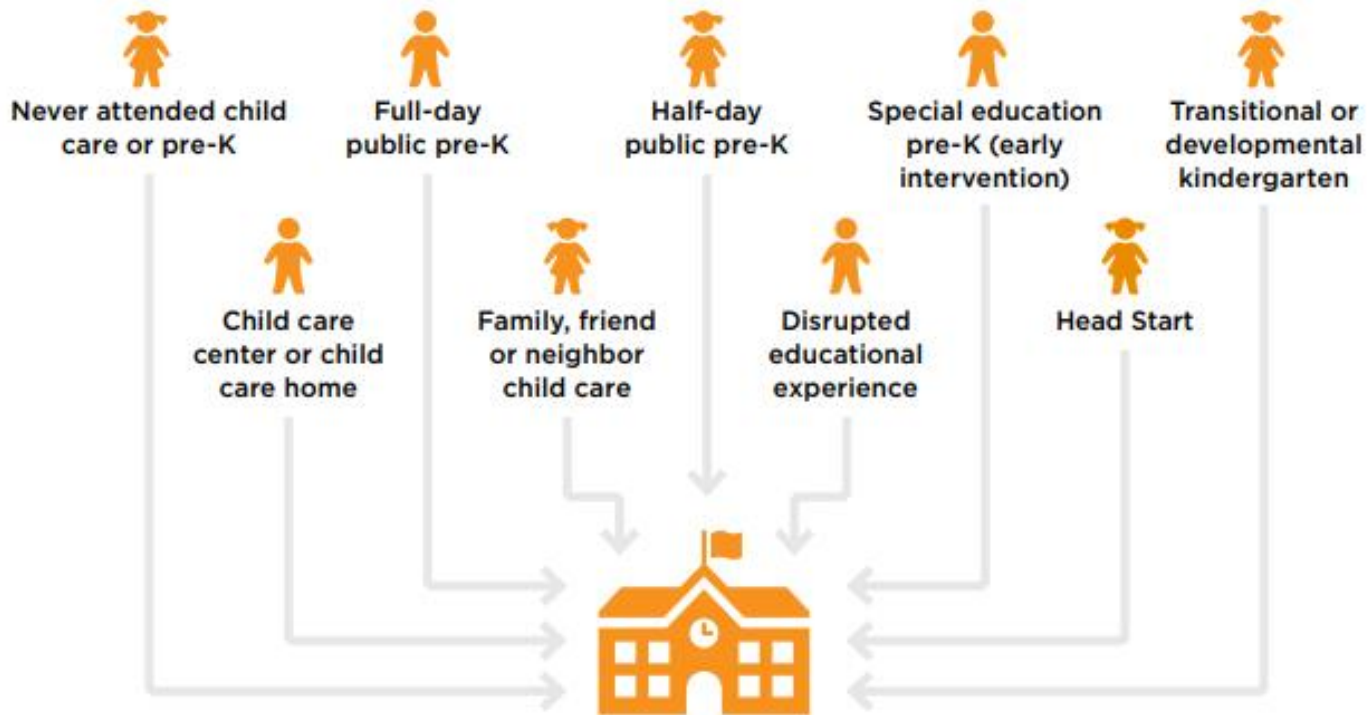 Never attended child
care or pre-K
Full-day
public pre-K
Half-day
public pre-K
Special education
pre-K (early
intervention)
Transitional or
developmental
kindergarten
Child care
center or child
care home
Family, friend
or neighbor
child care
Disrupted
educational
experience
Head Start